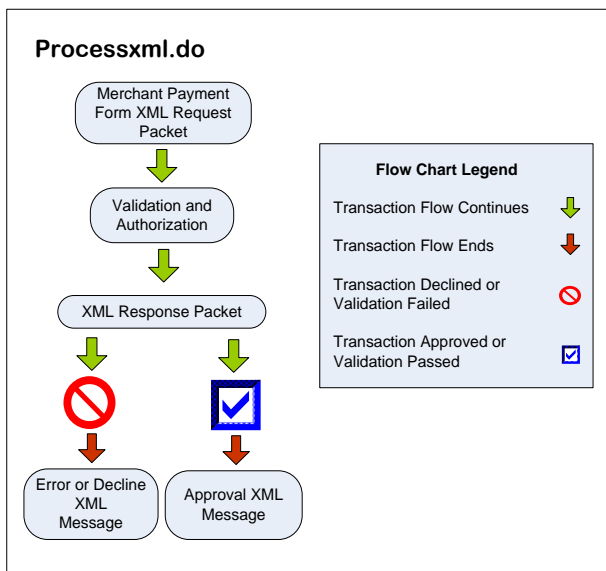 Processxml.do
Merchant Payment
Form XML Request
Packet
Validation and
Authorization
XML Response Packet
Error or Decline
XML
Message
Approval XML
Message
Flow Chart Legend
Transaction Flow Continues
Transaction Flow Ends
Transaction Declined or
Validation Failed
Transaction Approved or
Validation Passed